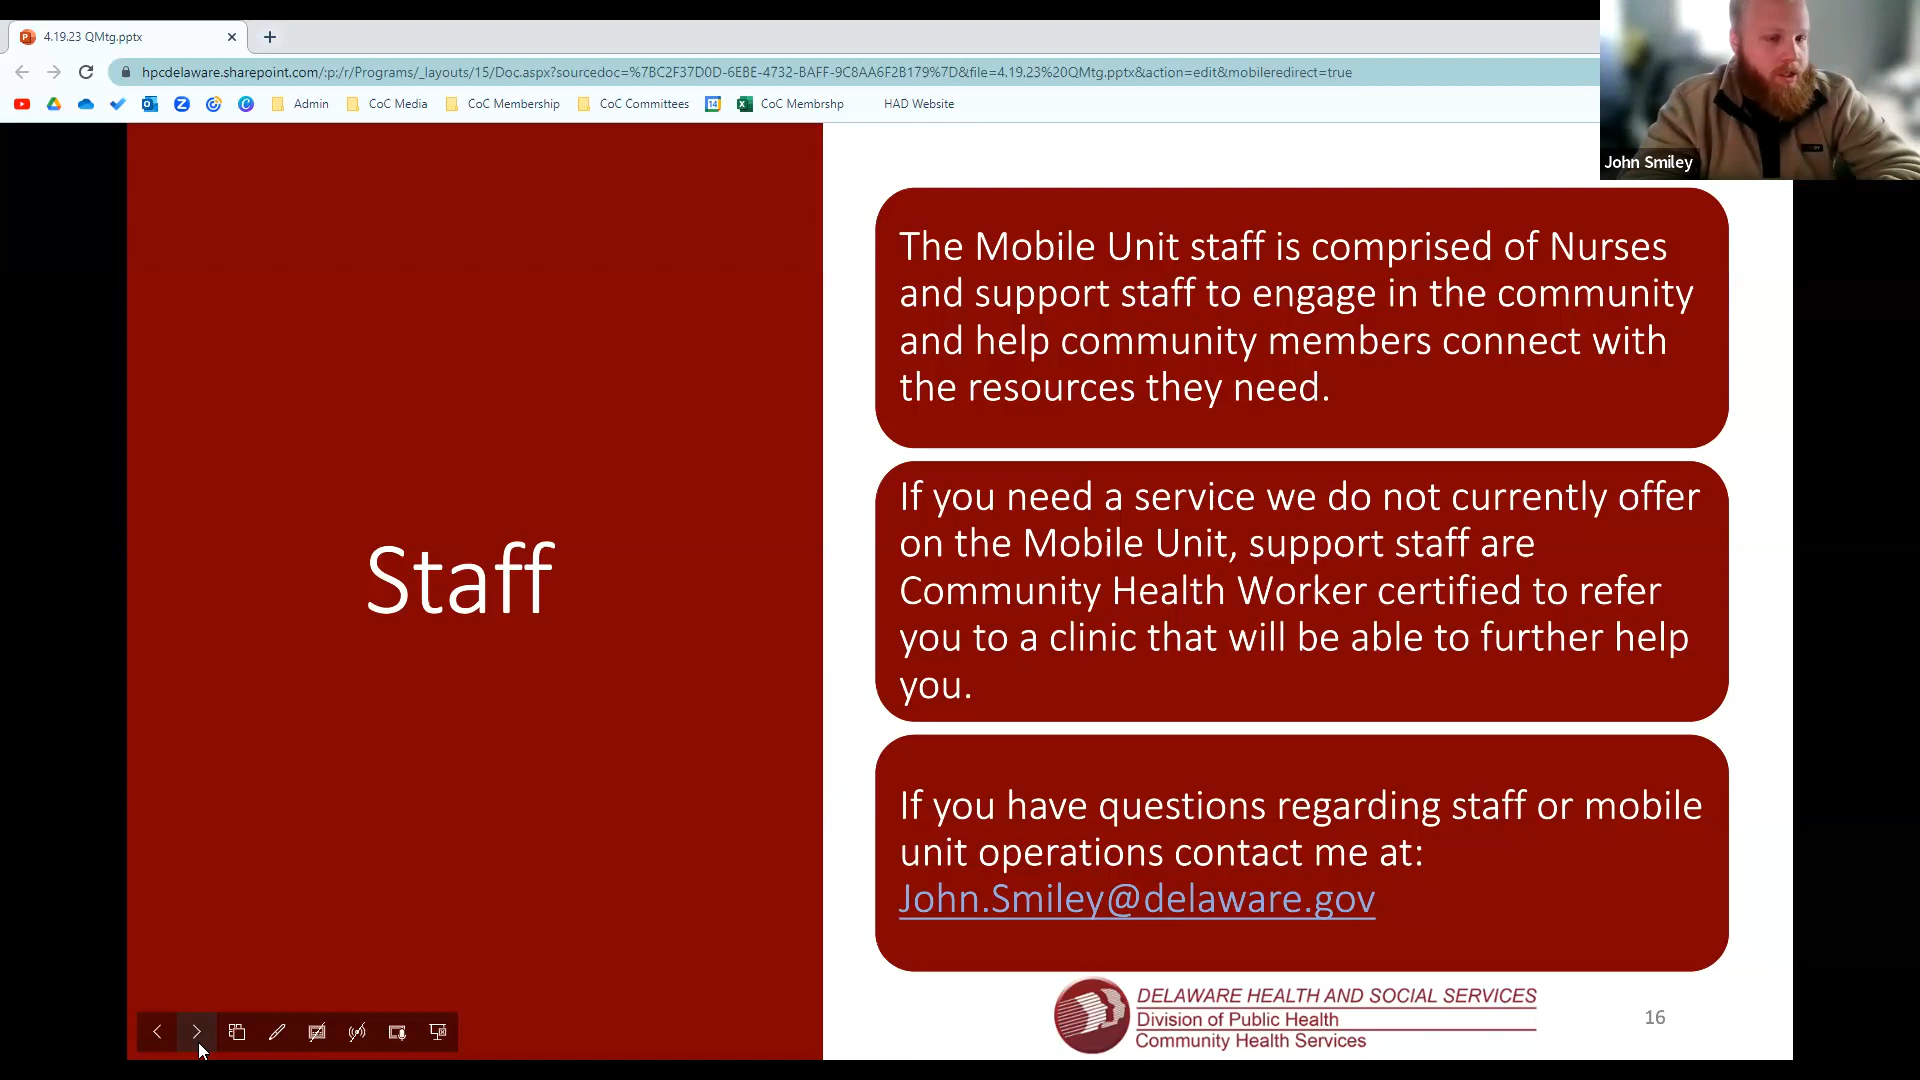 4.19.23 QMtg.pptx
hpcdelaware.sharepoint.com/:p:/r/Programs/_layouts/15/Doc.aspx?sourcedoc=%7BC2F37D0D-6EBE-4732-BAFF-9C8AA6F2B179%7D&file=4.19.23%20QMtg.pptx&action=edit&mobileredirect=true
Admin CoC Media CoC Membership CoC Committees 14 CoC Membrshp HAD Website
John Smiley
Staff
The Mobile Unit staff is comprised of Nurses
and support staff to engage in the community
and help community members connect with
the resources they need.
If you need a service we do not currently offer
on the Mobile Unit, support staff are
Community Health Worker certified to refer
you to a clinic that will be able to further help
you.
If you have questions regarding staff or mobile
unit operations contact me at:
John.Smiley@delaware.gov
DELAWARE HEALTH AND SOCIAL SERVICES
Division of Public Health
Community Health Services
16